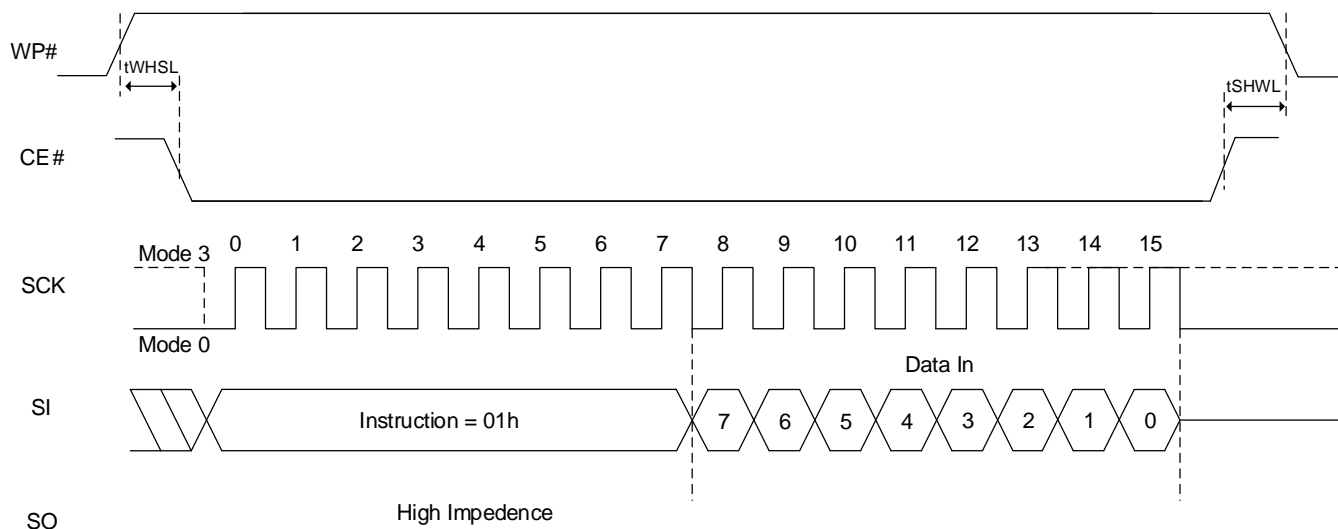 WP#
tWHSL
tSHWL
CE#
0 1 2 3 4 5 6 7 8 9 10 11 12 13 14 15
Mode 3
SCK
Mode 0
Data In
SI
Instruction = 01h
7 6 5 4 3 2 1 0
High Impedence
SO